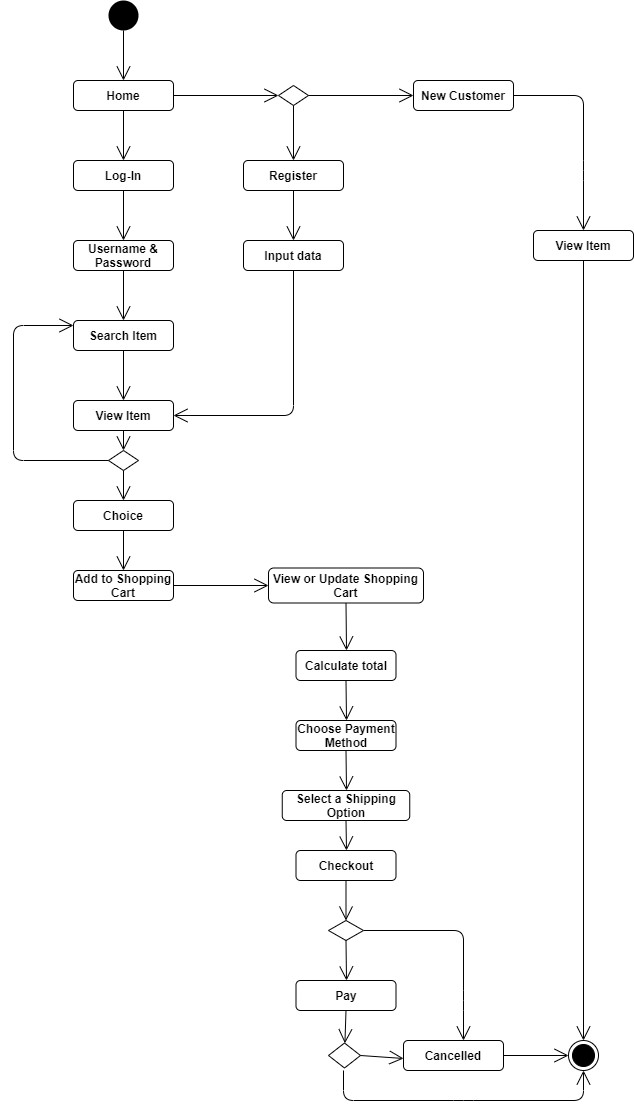 Home
New Customer
Log-In
Register
Username &
Password
Input data
View Item
Search Item
View Item
Choice
Add to Shopping
Cart
View or Update Shopping
Cart
Calculate total
Choose Payment
Method
Select a Shipping
Option
Checkout
Pay
Cancelled